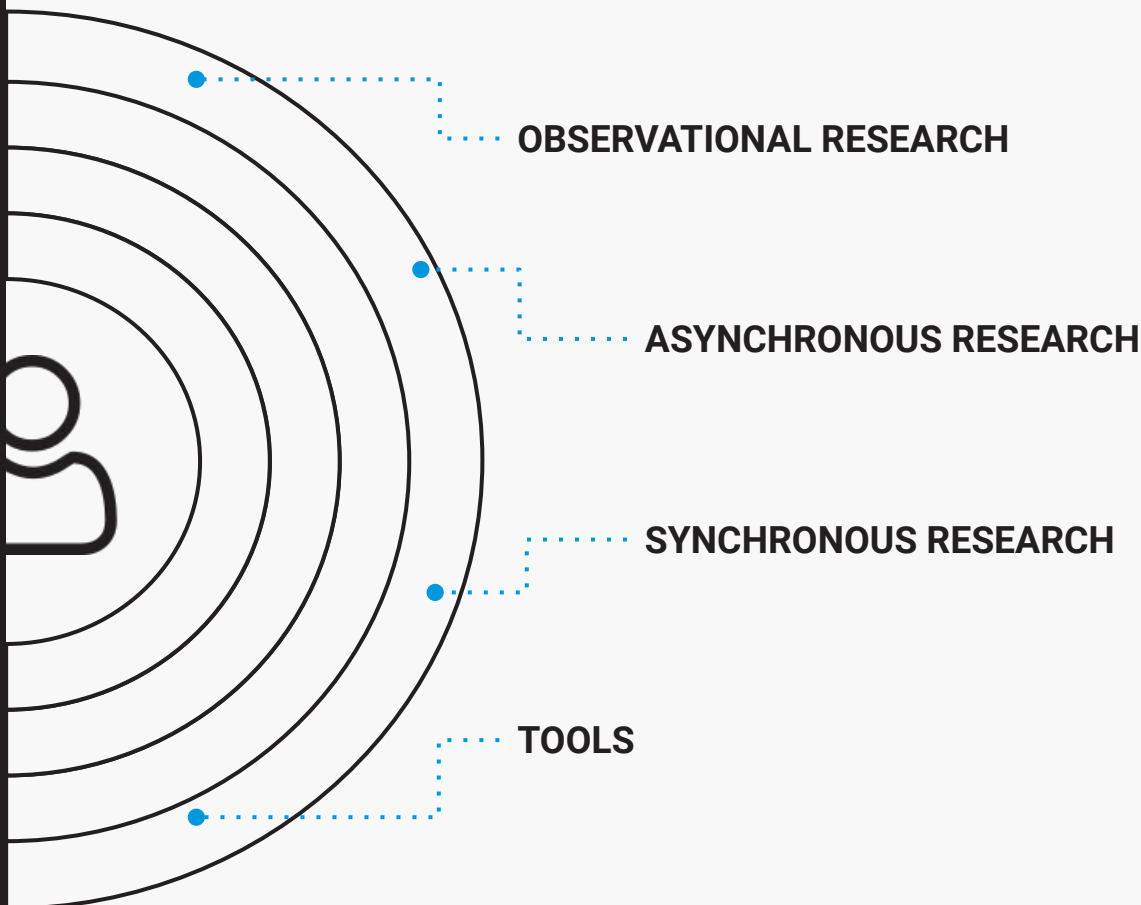 OBSERVATIONAL RESEARCH
ASYNCHRONOUS RESEARCH
SYNCHRONOUS RESEARCH
TOOLS